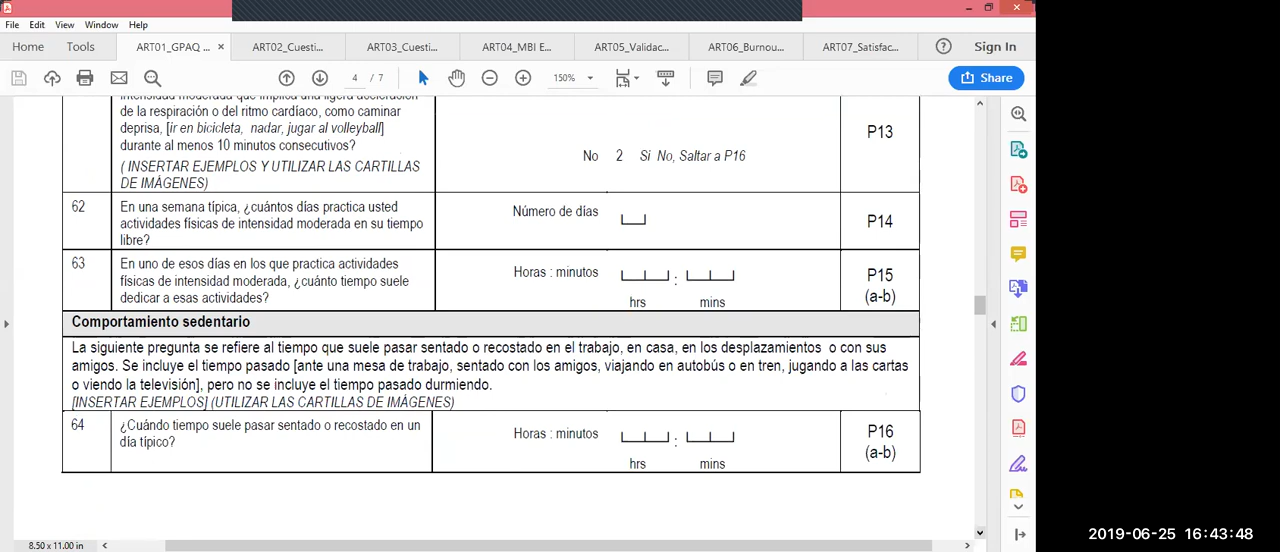 File Edit View Window Help
Home Tools ART01_GPAQ ... × ART02_Cuesti... ART03_Cuesti... ART04_MBI E... ART05_Validac... ART06_Burnou... ART07_Satisfac... Sign In
4 / 7 150% Share
intensidad moderada que implica una ligera aceleración
de la respiración o del ritmo cardíaco, como caminar
deprisa, [ir en bicicleta, nadar, jugar al volleyball]
durante al menos 10 minutos consecutivos?
( INSERTAR EJEMPLOS Y UTILIZAR LAS CARTILLAS
DE IMÁGENES)
No 2 Si No, Saltar a P16
P13
62 En una semana típica, ¿cuántos días practica usted
actividades físicas de intensidad moderada en su tiempo
libre?
Número de días
P14
63 En uno de esos días en los que practica actividades
físicas de intensidad moderada, ¿cuánto tiempo suele
dedicar a esas actividades?
Horas : minutos :
hrs mins
P15
(a-b)
Comportamiento sedentario
La siguiente pregunta se refiere al tiempo que suele pasar sentado o recostado en el trabajo, en casa, en los desplazamientos o con sus
amigos. Se incluye el tiempo pasado [ante una mesa de trabajo, sentado con los amigos, viajando en autobús o en tren, jugando a las cartas
o viendo la televisión], pero no se incluye el tiempo pasado durmiendo.
[INSERTAR EJEMPLOS] (UTILIZAR LAS CARTILLAS DE IMÁGENES)
64 ¿Cuándo tiempo suele pasar sentado o recostado en un
día típico?
Horas : minutos :
hrs mins
P16
(a-b)
8.50 x 11.00 in
2019-06-25 16:43:48